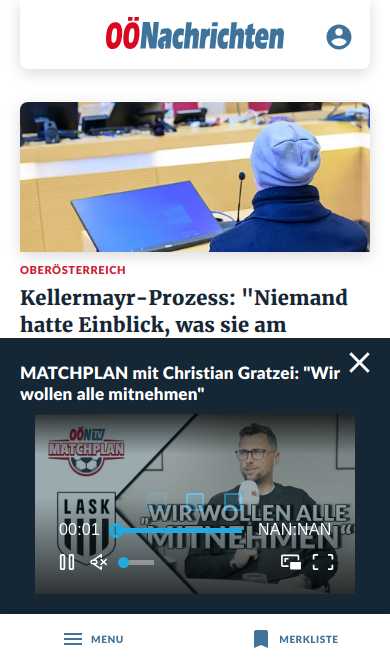 OÖNachrichten
OBERÖSTERREICH
Kellermayr-Prozess: "Niemand
hatte Einblick, was sie am
MATCHPLAN mit Christian Gratzei: "Wir
wollen alle mitnehmen"
OÖN TV
MATCHPLAN
LASK
„WIR WOLLEN ALLE
MITNEHMEN"
00:01
NAN:NAN
MENU
MERKLISTE